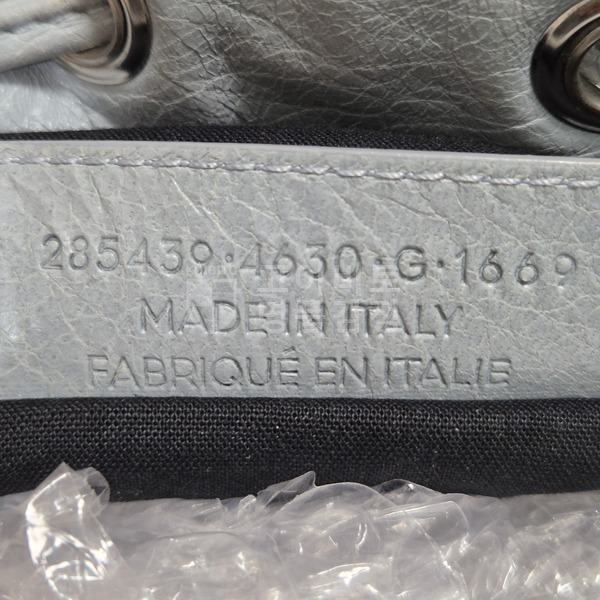 285439·4630·G·1669
MADE IN ITALY
FABRIQUÉ EN ITALIE